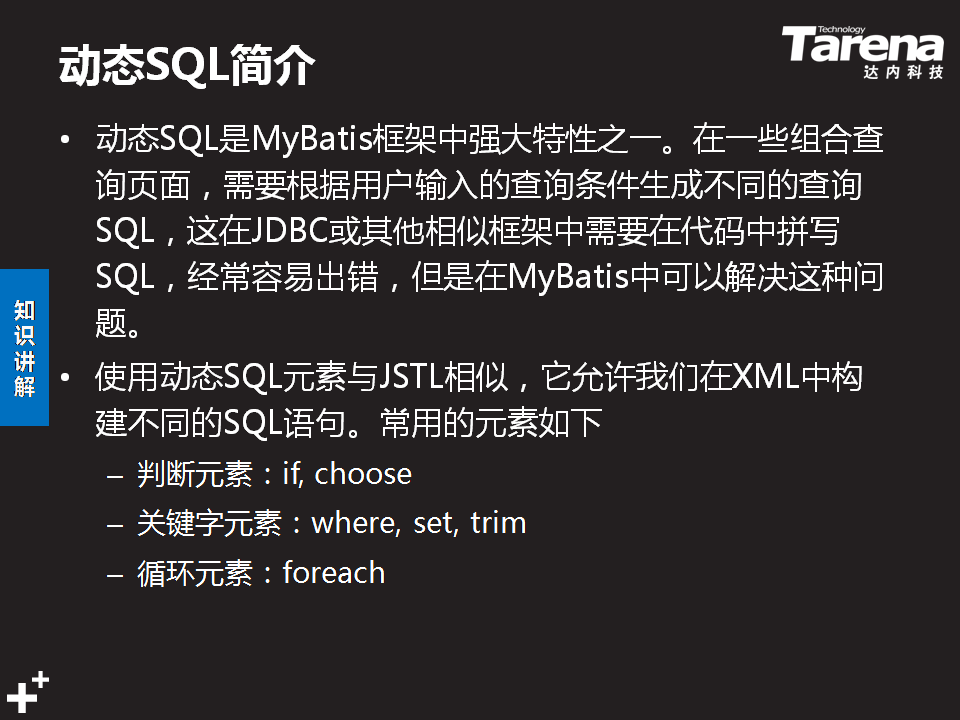 动态SQL简介
Technology
Tarena
达内科技
• 动态SQL是MyBatis框架中强大特性之一。在一些组合查
询页面，需要根据用户输入的查询条件生成不同的查询
SQL，这在JDBC或其他相似框架中需要在代码中拼写
SQL，经常容易出错，但是在MyBatis中可以解决这种问
题。
• 使用动态SQL元素与JSTL相似，它允许我们在XML中构
建不同的SQL语句。常用的元素如下
– 判断元素：if, choose
– 关键字元素：where, set, trim
– 循环元素：foreach
知
识
讲
解